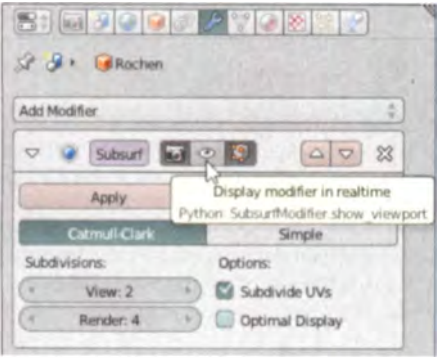 Rochen
Add Modifier
Subsurf
Display modifier in realtime
Apply
Python: SubsurfModifier.show_viewport
Catmull-Clark Simple
Subdivisions: Options:
View: 2 Subdivide UVs
Render: 4 Optimal Display